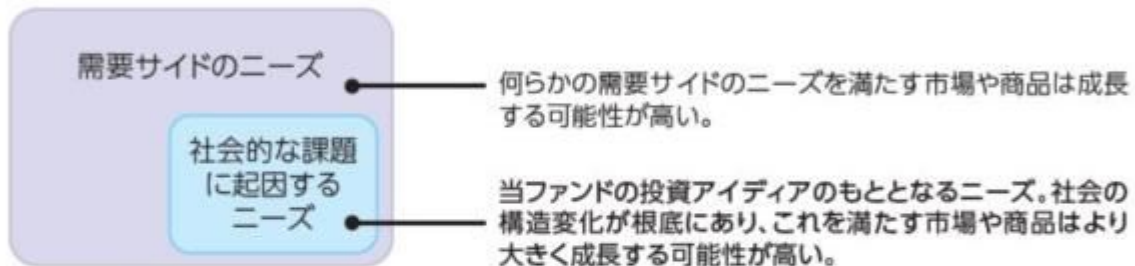 需要サイドのニーズ
何らかの需要サイドのニーズを満たす市場や商品は成長
する可能性が高い。
社会的な課題
に起因する
ニーズ
当ファンドの投資アイディアのもととなるニーズ。社会の
構造変化が根底にあり、これを満たす市場や商品はより
大きく成長する可能性が高い。